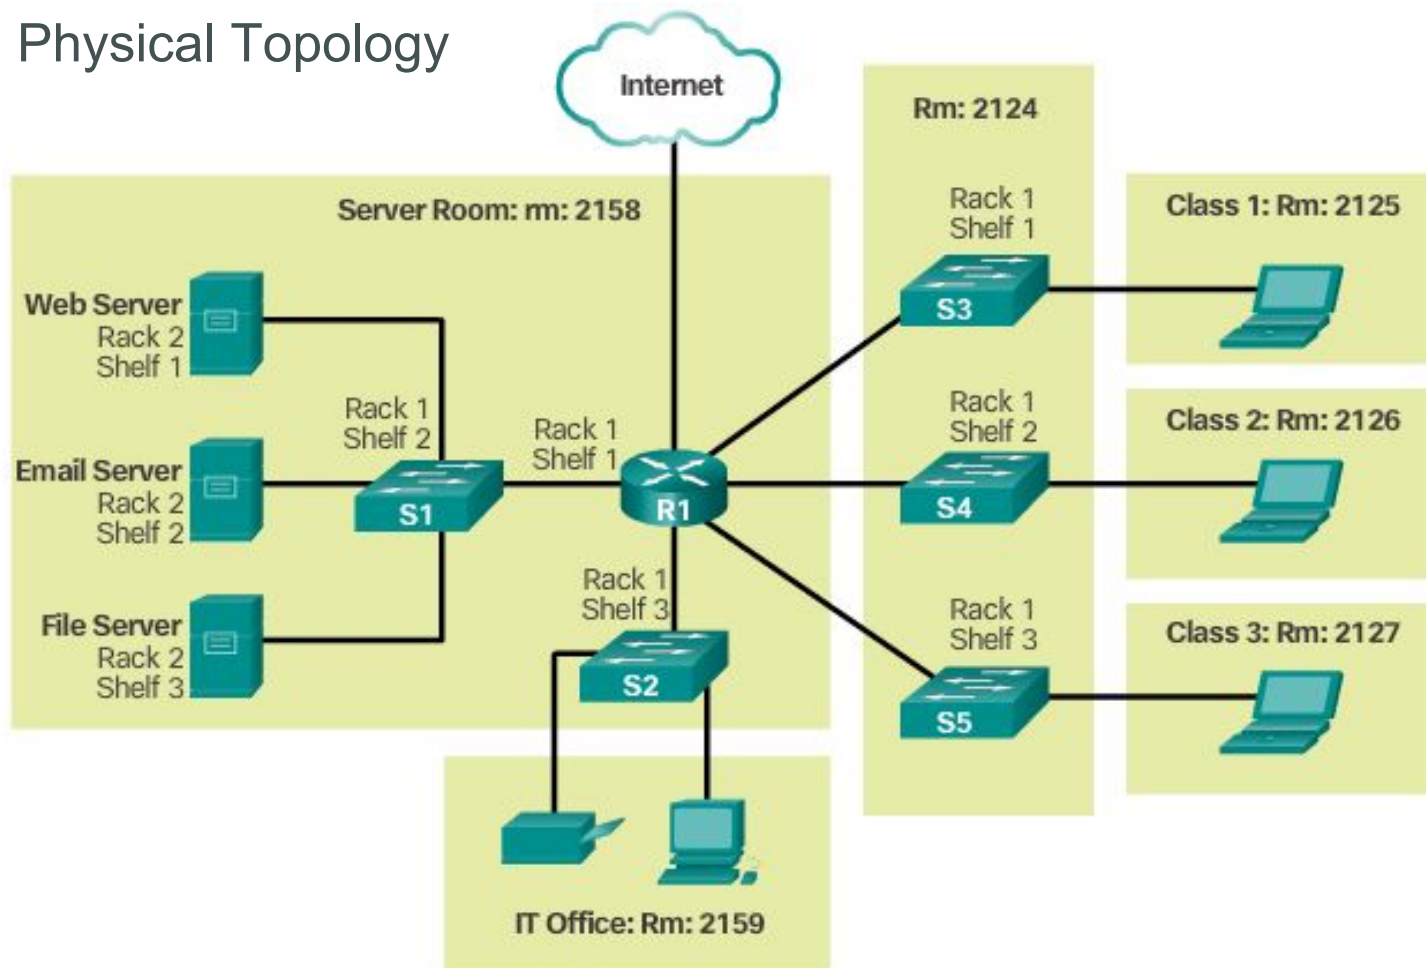 Physical Topology
Internet
Rm: 2124
Server Room: rm: 2158
Rack 1
Shelf 1
Class 1: Rm: 2125
Web Server
Rack 2
Shelf 1
S3
Rack 1
Shelf 2
Rack 1
Shelf 1
Rack 1
Shelf 2
Class 2: Rm: 2126
Email Server
Rack 2
Shelf 2
S1
R1
S4
Rack 1
Shelf 3
Rack 1
Shelf 3
Class 3: Rm: 2127
File Server
Rack 2
Shelf 3
S2
S5
IT Office: Rm: 2159